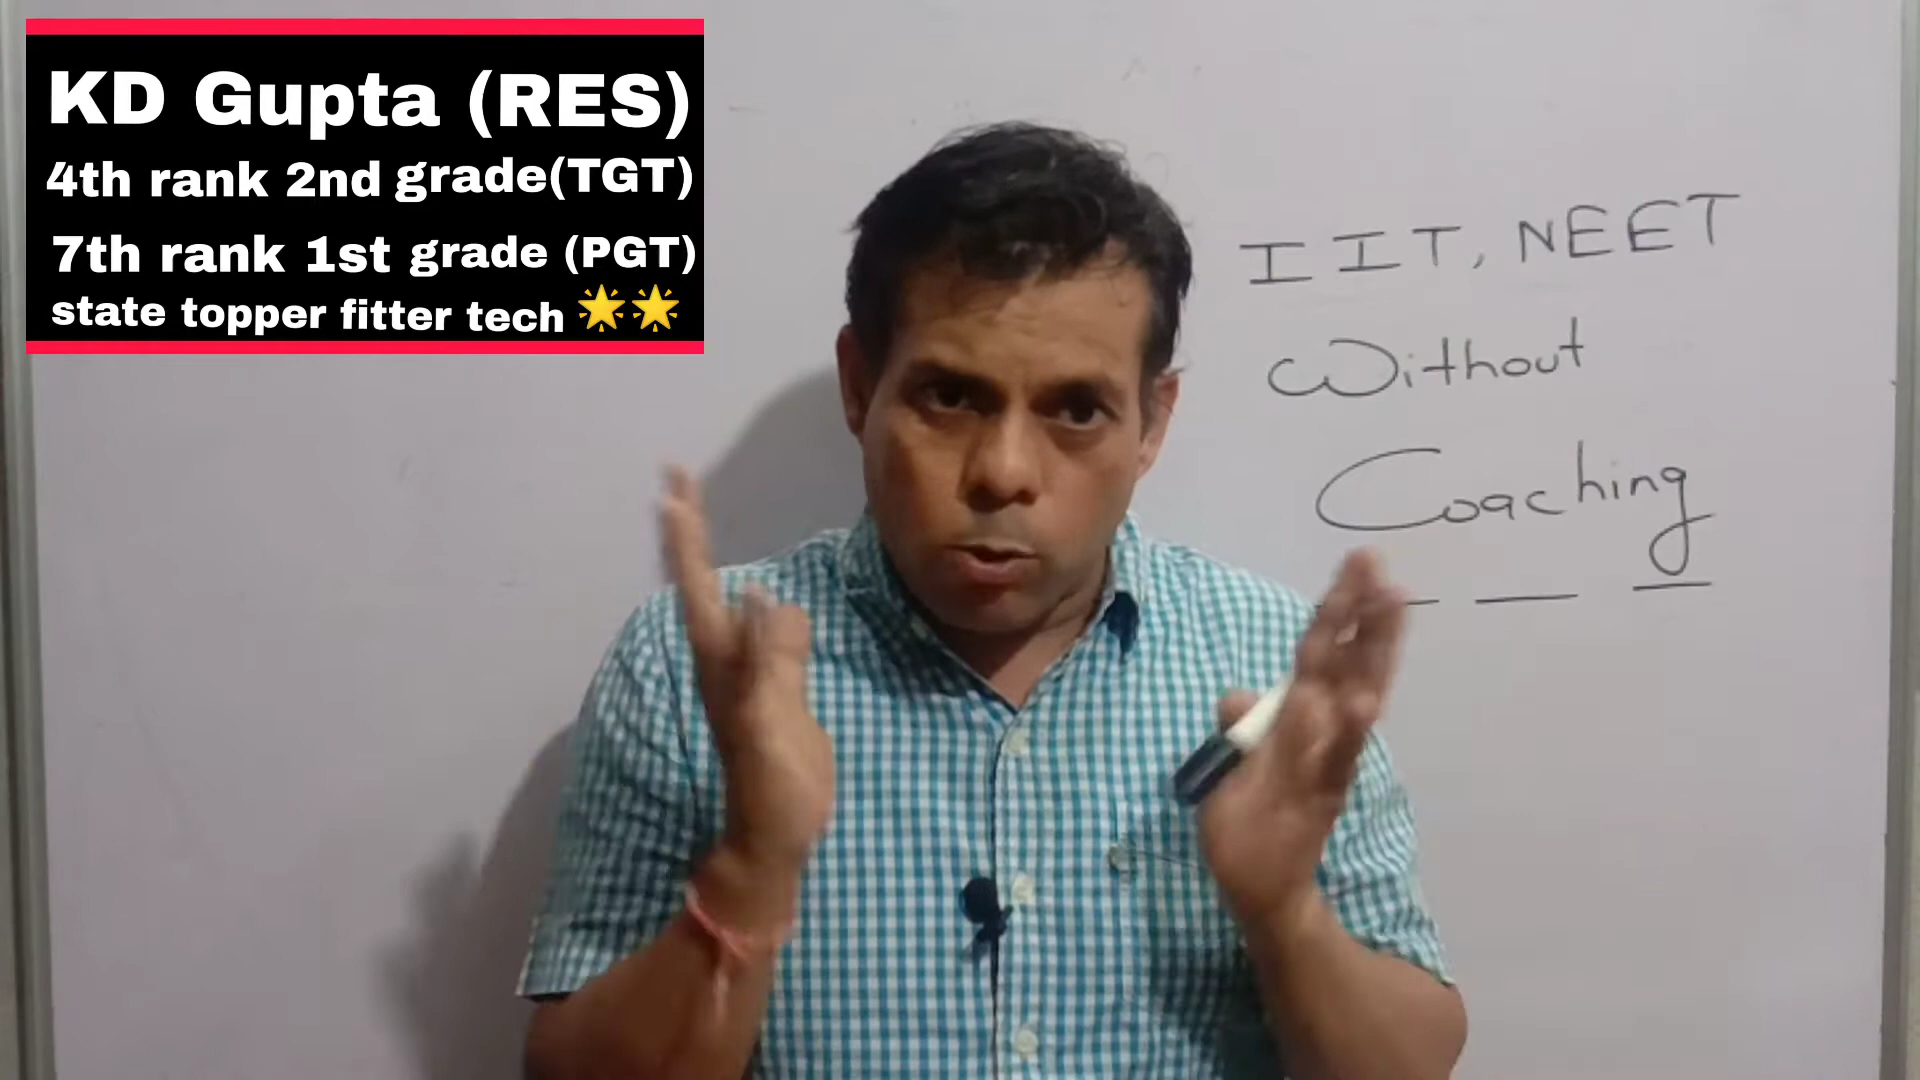 KD Gupta (RES)
4th rank 2nd grade(TGT)
7th rank 1st grade (PGT)
state topper fitter tech 🌟🌟
IIT, NEET
Without
Coaching